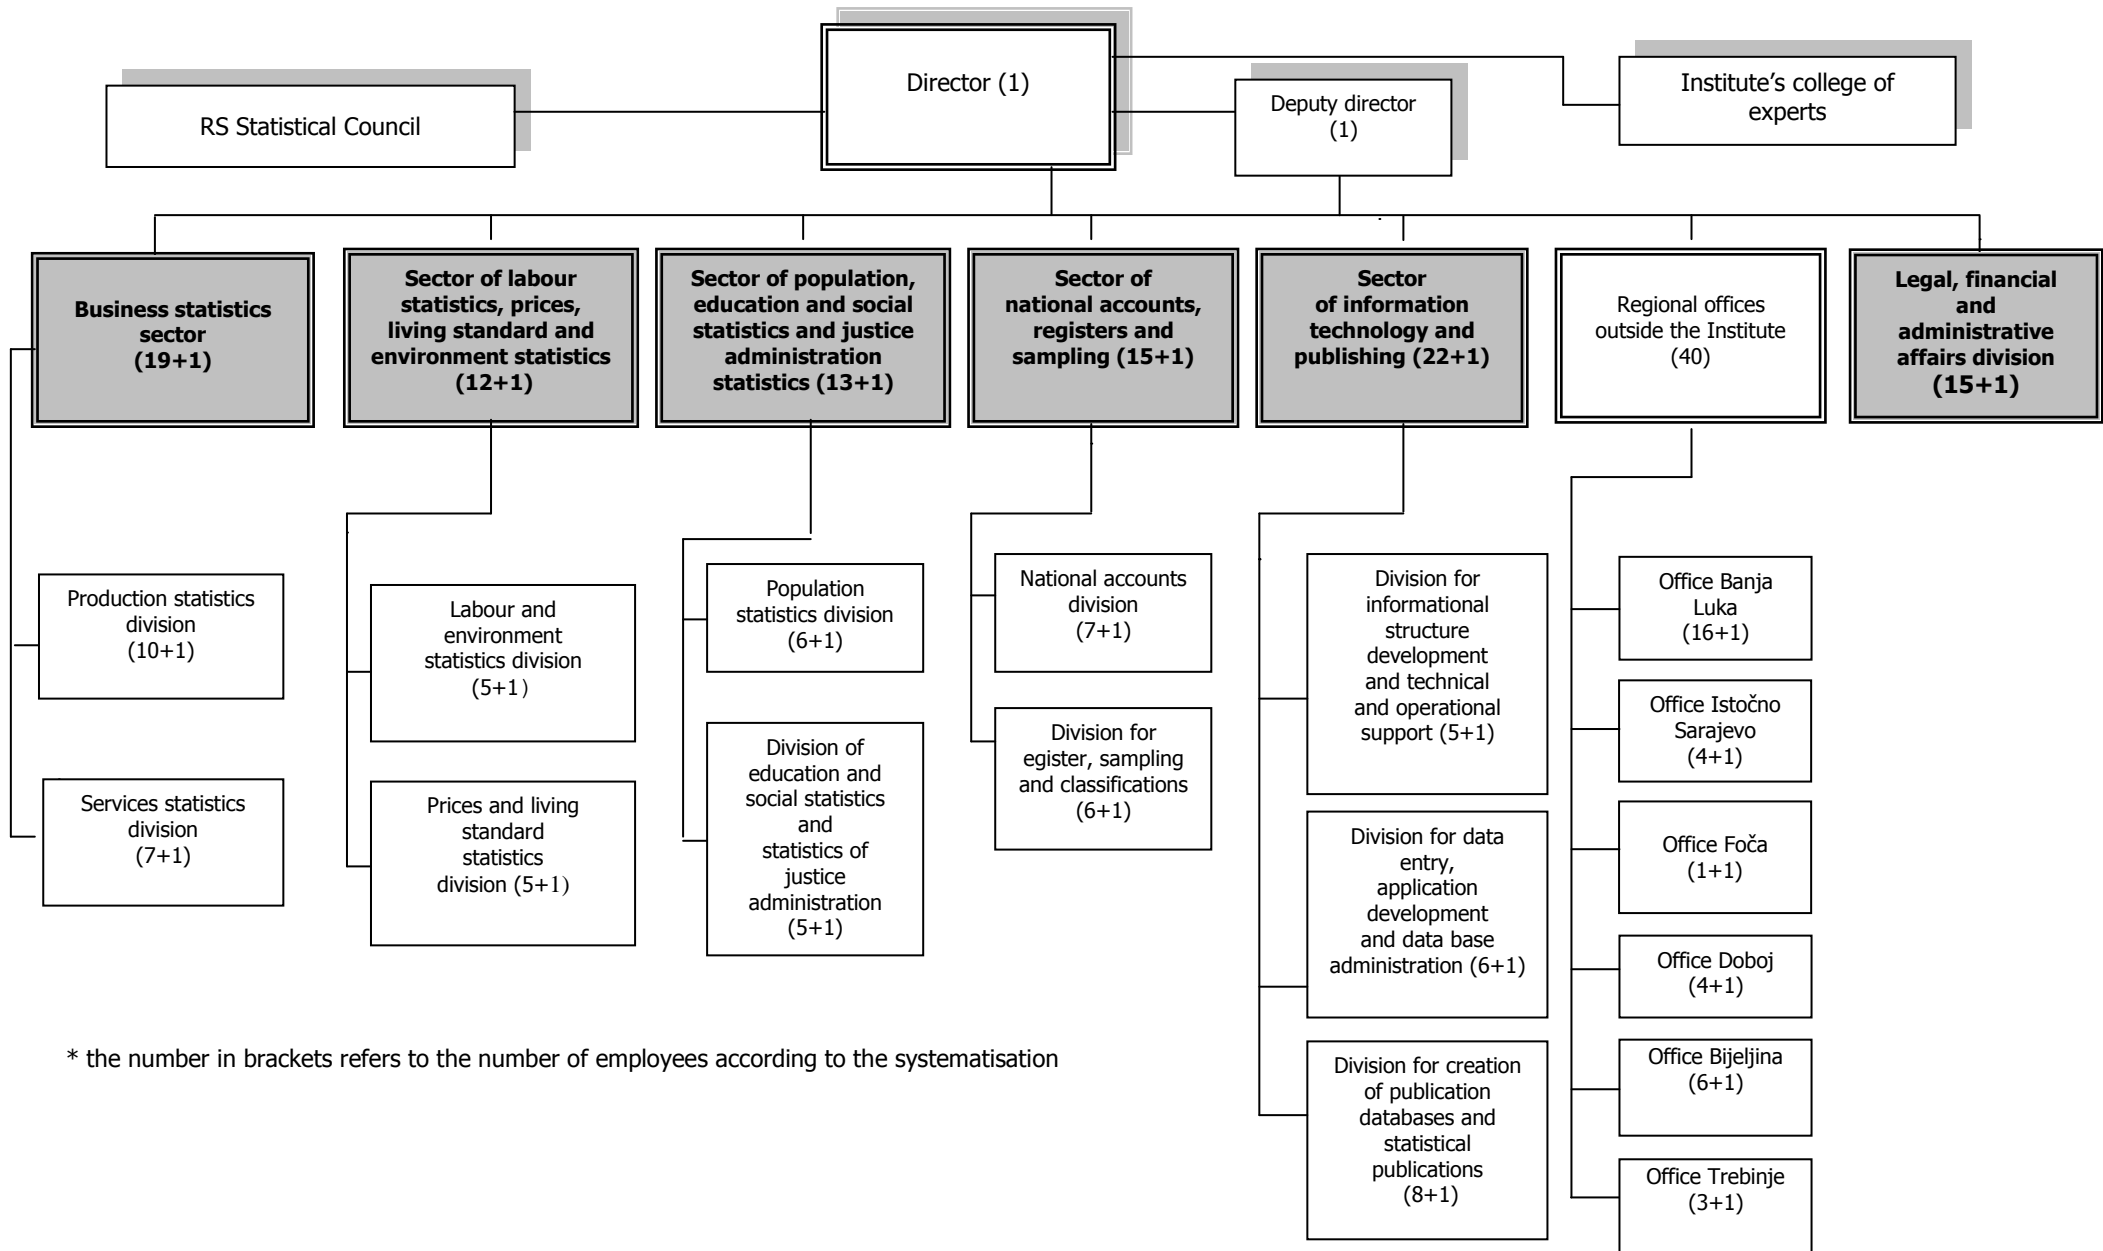 Director (1)
RS Statistical Council
Deputy director
(1)
Institute's college of
experts
Business statistics
sector
(19+1)
Sector of labour
statistics, prices,
living standard and
environment statistics
(12+1)
Sector of population,
education and social
statistics and justice
administration
statistics (13+1)
Sector of
national accounts,
registers and
sampling (15+1)
Sector
of information
technology and
publishing (22+1)
Regional offices
outside the Institute
(40)
Legal, financial
and
administrative
affairs division
(15+1)
Production statistics
division
(10+1)
Services statistics
division
(7+1)
Labour and
environment
statistics division
(5+1)
Prices and living
standard
statistics
division (5+1)
Population
statistics division
(6+1)
Division of
education and
social statistics
and
statistics of
justice
administration
(5+1)
National accounts
division
(7+1)
Division for
egister, sampling
and classifications
(6+1)
Division for
informational
structure
development
and technical
and operational
support (5+1)
Division for data
entry,
application
development
and data base
administration (6+1)
Division for creation
of publication
databases and
statistical
publications
(8+1)
Office Banja
Luka
(16+1)
Office Istočno
Sarajevo
(4+1)
Office Foča
(1+1)
Office Doboj
(4+1)
Office Bijeljina
(6+1)
Office Trebinje
(3+1)
* the number in brackets refers to the number of employees according to the systematisation